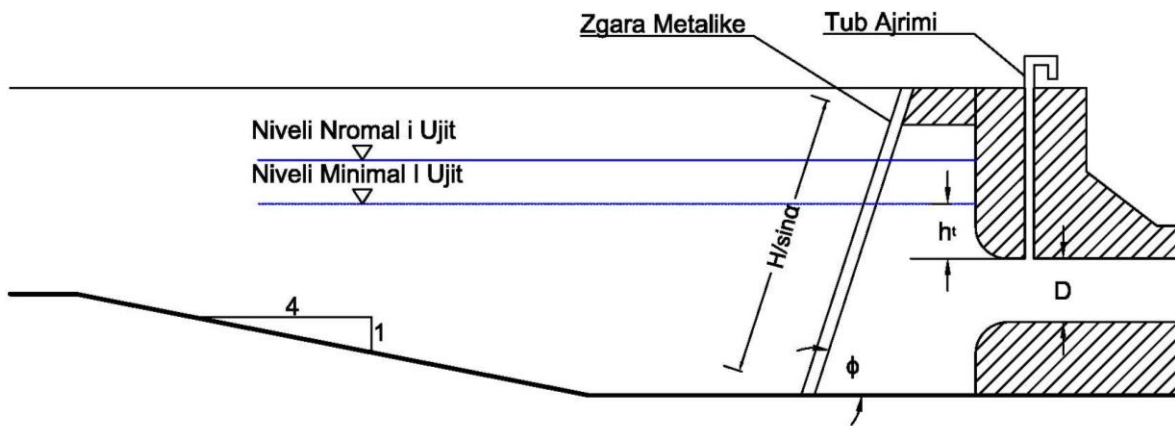 Zgara Metalike
Tub Ajrimi
Niveli Nromal i Ujit
Niveli Minimal I Ujit
H/sinα
hᵗ
D
4
1
ϕ